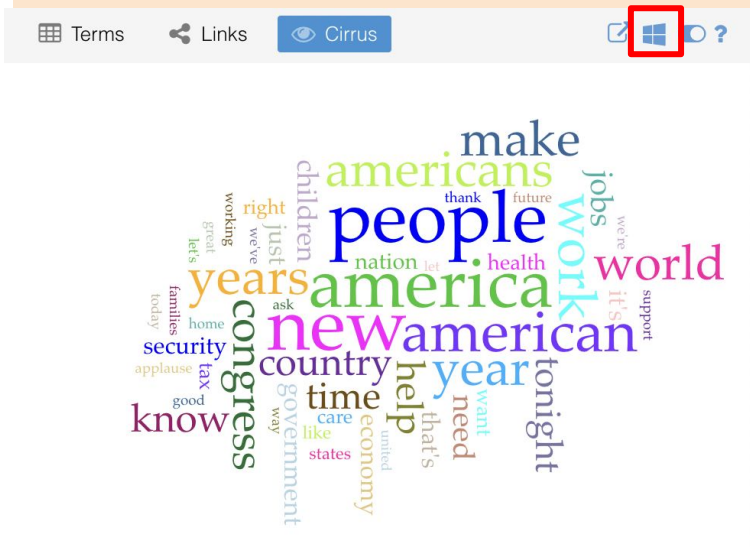 Terms Links Cirrus ?
make
americans
children
jobs
thank future
working right people work we're
great we've just
let's nation let health world
years america
families ask it's support
today home new american
security congress country year
applause tax time help tonight
good
know government care want
way like economy that's need
states united